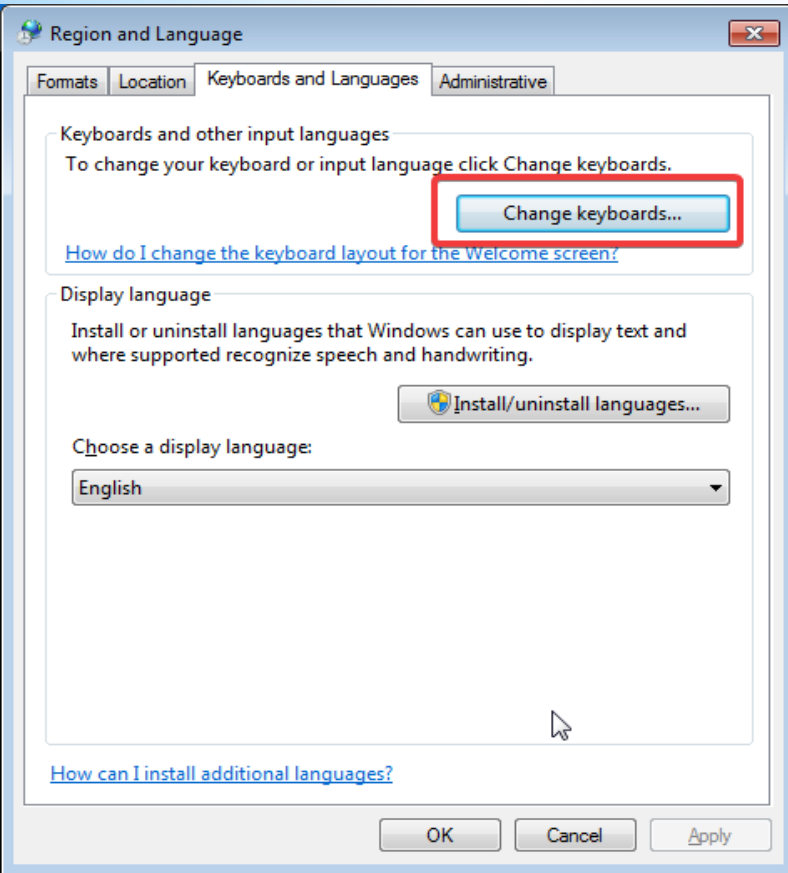 Region and Language
Formats Location Keyboards and Languages Administrative
Keyboards and other input languages
To change your keyboard or input language click Change keyboards.
Change keyboards...
How do I change the keyboard layout for the Welcome screen?
Display language
Install or uninstall languages that Windows can use to display text and
where supported recognize speech and handwriting.
Install/uninstall languages...
Choose a display language:
English
How can I install additional languages?
OK Cancel Apply